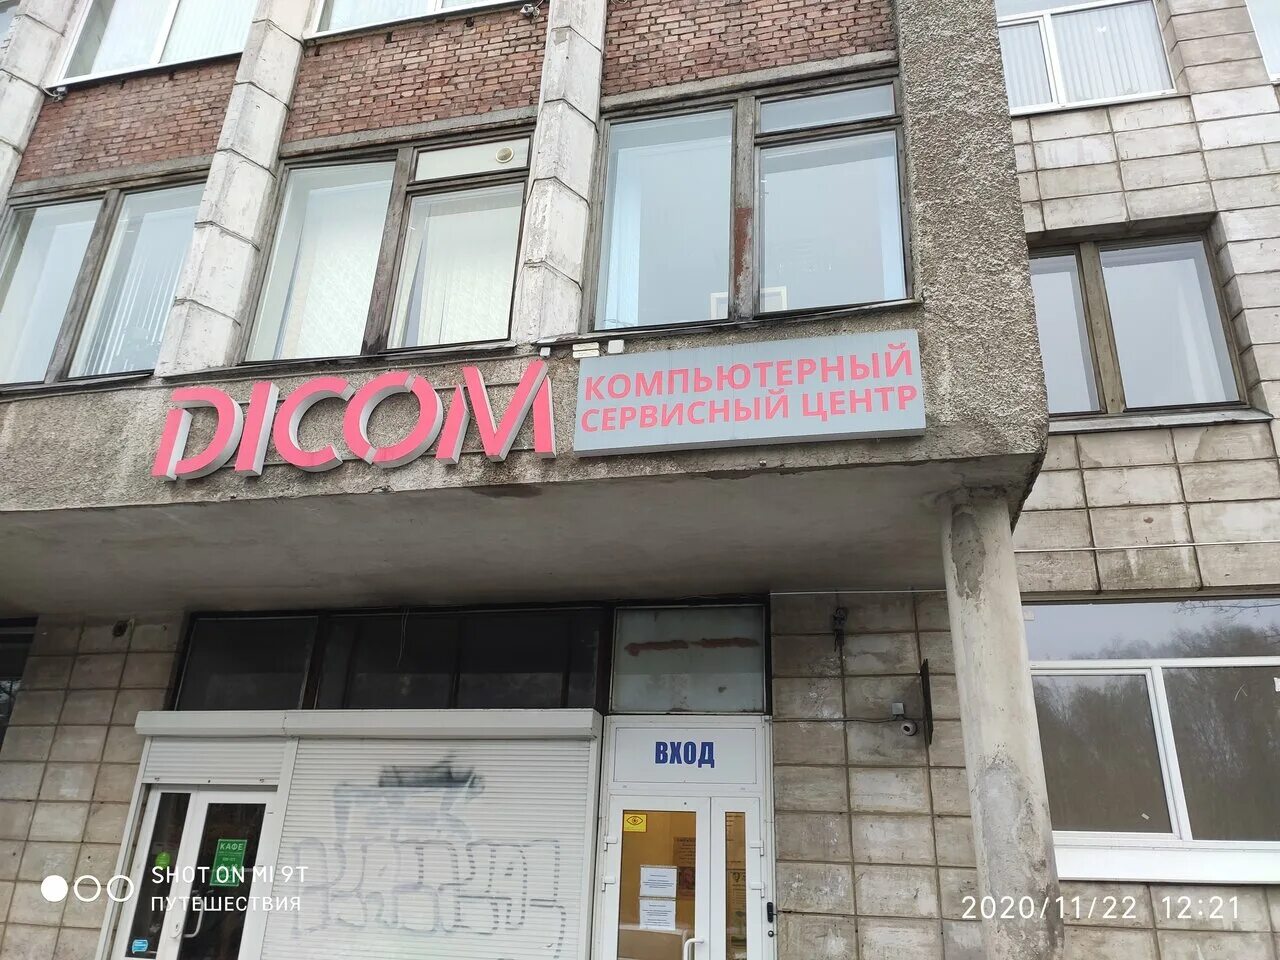 DICOM
КОМПЬЮТЕРНЫЙ
СЕРВИСНЫЙ ЦЕНТР
ВХОД
КАФЕ
SHOT ON MI 9T
ПУТЕШЕСТВИЯ
2020/11/22 12:21